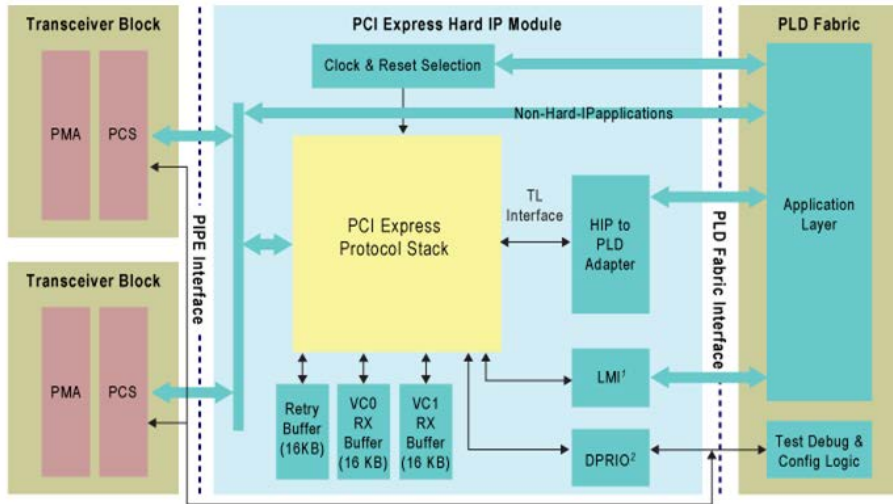 Transceiver Block
PMA
PCS
Transceiver Block
PMA
PCS
PIPE Interface
PCI Express Hard IP Module
Clock & Reset Selection
Non-Hard-IPapplications
PCI Express
Protocol Stack
TL
Interface
HIP to
PLD
Adapter
Retry
Buffer
(16KB)
VC0
RX
Buffer
(16 KB)
VC1
RX
Buffer
(16 KB)
LMI¹
DPRIO²
PLD Fabric Interface
PLD Fabric
Application
Layer
Test Debug &
Config Logic